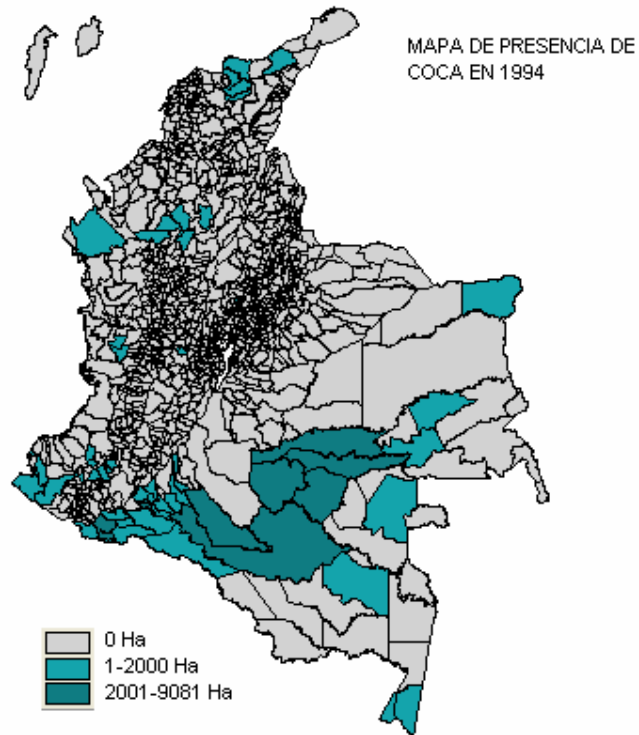 MAPA DE PRESENCIA DE
COCA EN 1994
0 Ha
1-2000 Ha
2001-9081 Ha